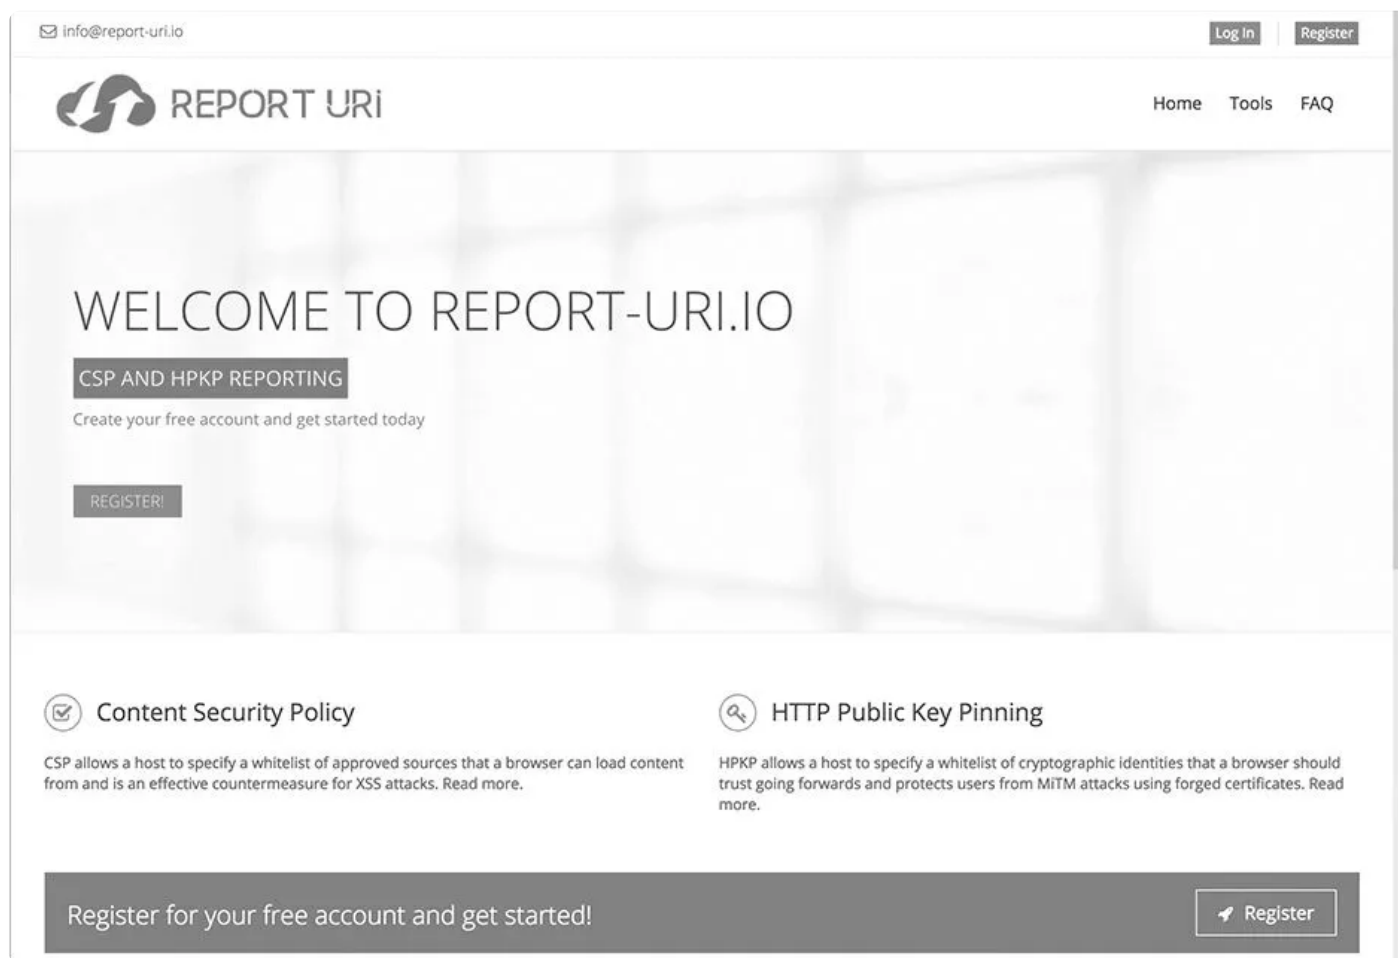 info@report-uri.io
Log In
Register
REPORT URi
Home
Tools
FAQ
WELCOME TO REPORT-URI.IO
CSP AND HPKP REPORTING
Create your free account and get started today
REGISTER!
Content Security Policy
CSP allows a host to specify a whitelist of approved sources that a browser can load content
from and is an effective countermeasure for XSS attacks. Read more.
HTTP Public Key Pinning
HPKP allows a host to specify a whitelist of cryptographic identities that a browser should
trust going forwards and protects users from MiTM attacks using forged certificates. Read
more.
Register for your free account and get started!
Register